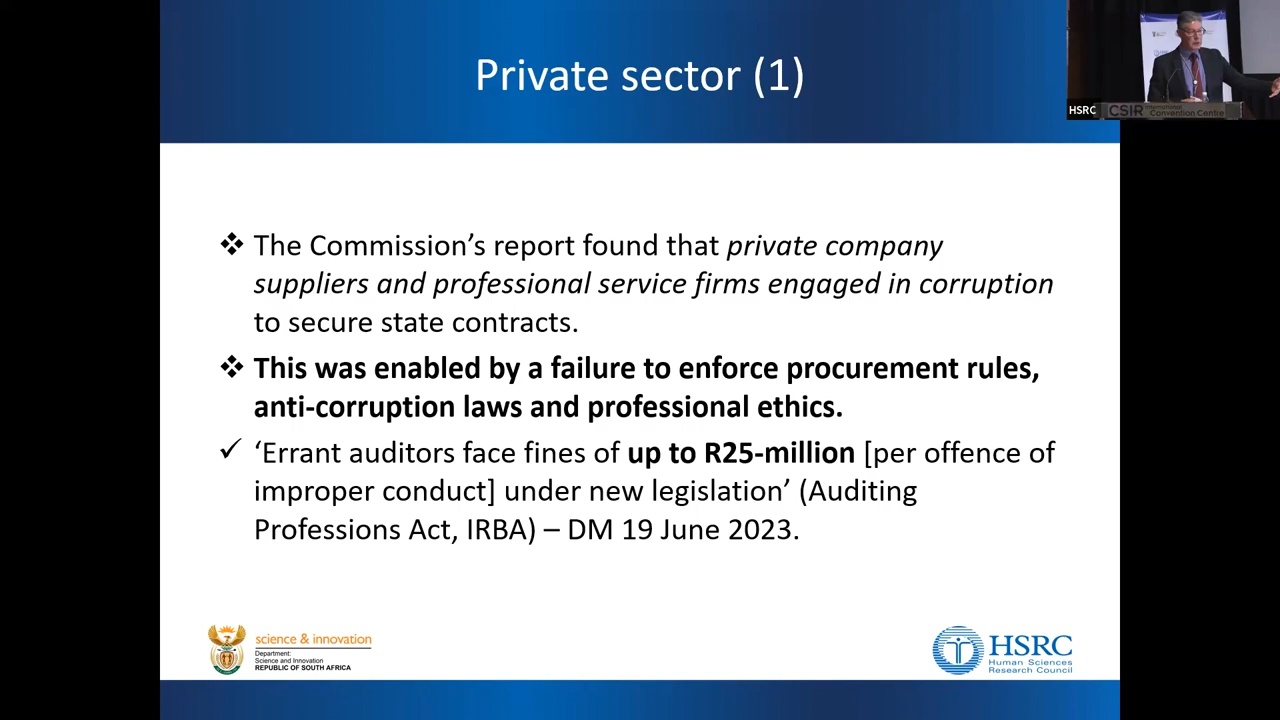 Private sector (1)
HSRC
CSIR International Convention Centre
❖ The Commission’s report found that private company
suppliers and professional service firms engaged in corruption
to secure state contracts.
❖ This was enabled by a failure to enforce procurement rules,
anti-corruption laws and professional ethics.
✓ ‘Errant auditors face fines of up to R25-million [per offence of
improper conduct] under new legislation’ (Auditing
Professions Act, IRBA) – DM 19 June 2023.
science & innovation
Department:
Science and Innovation
REPUBLIC OF SOUTH AFRICA
HSRC
Human Sciences
Research Council